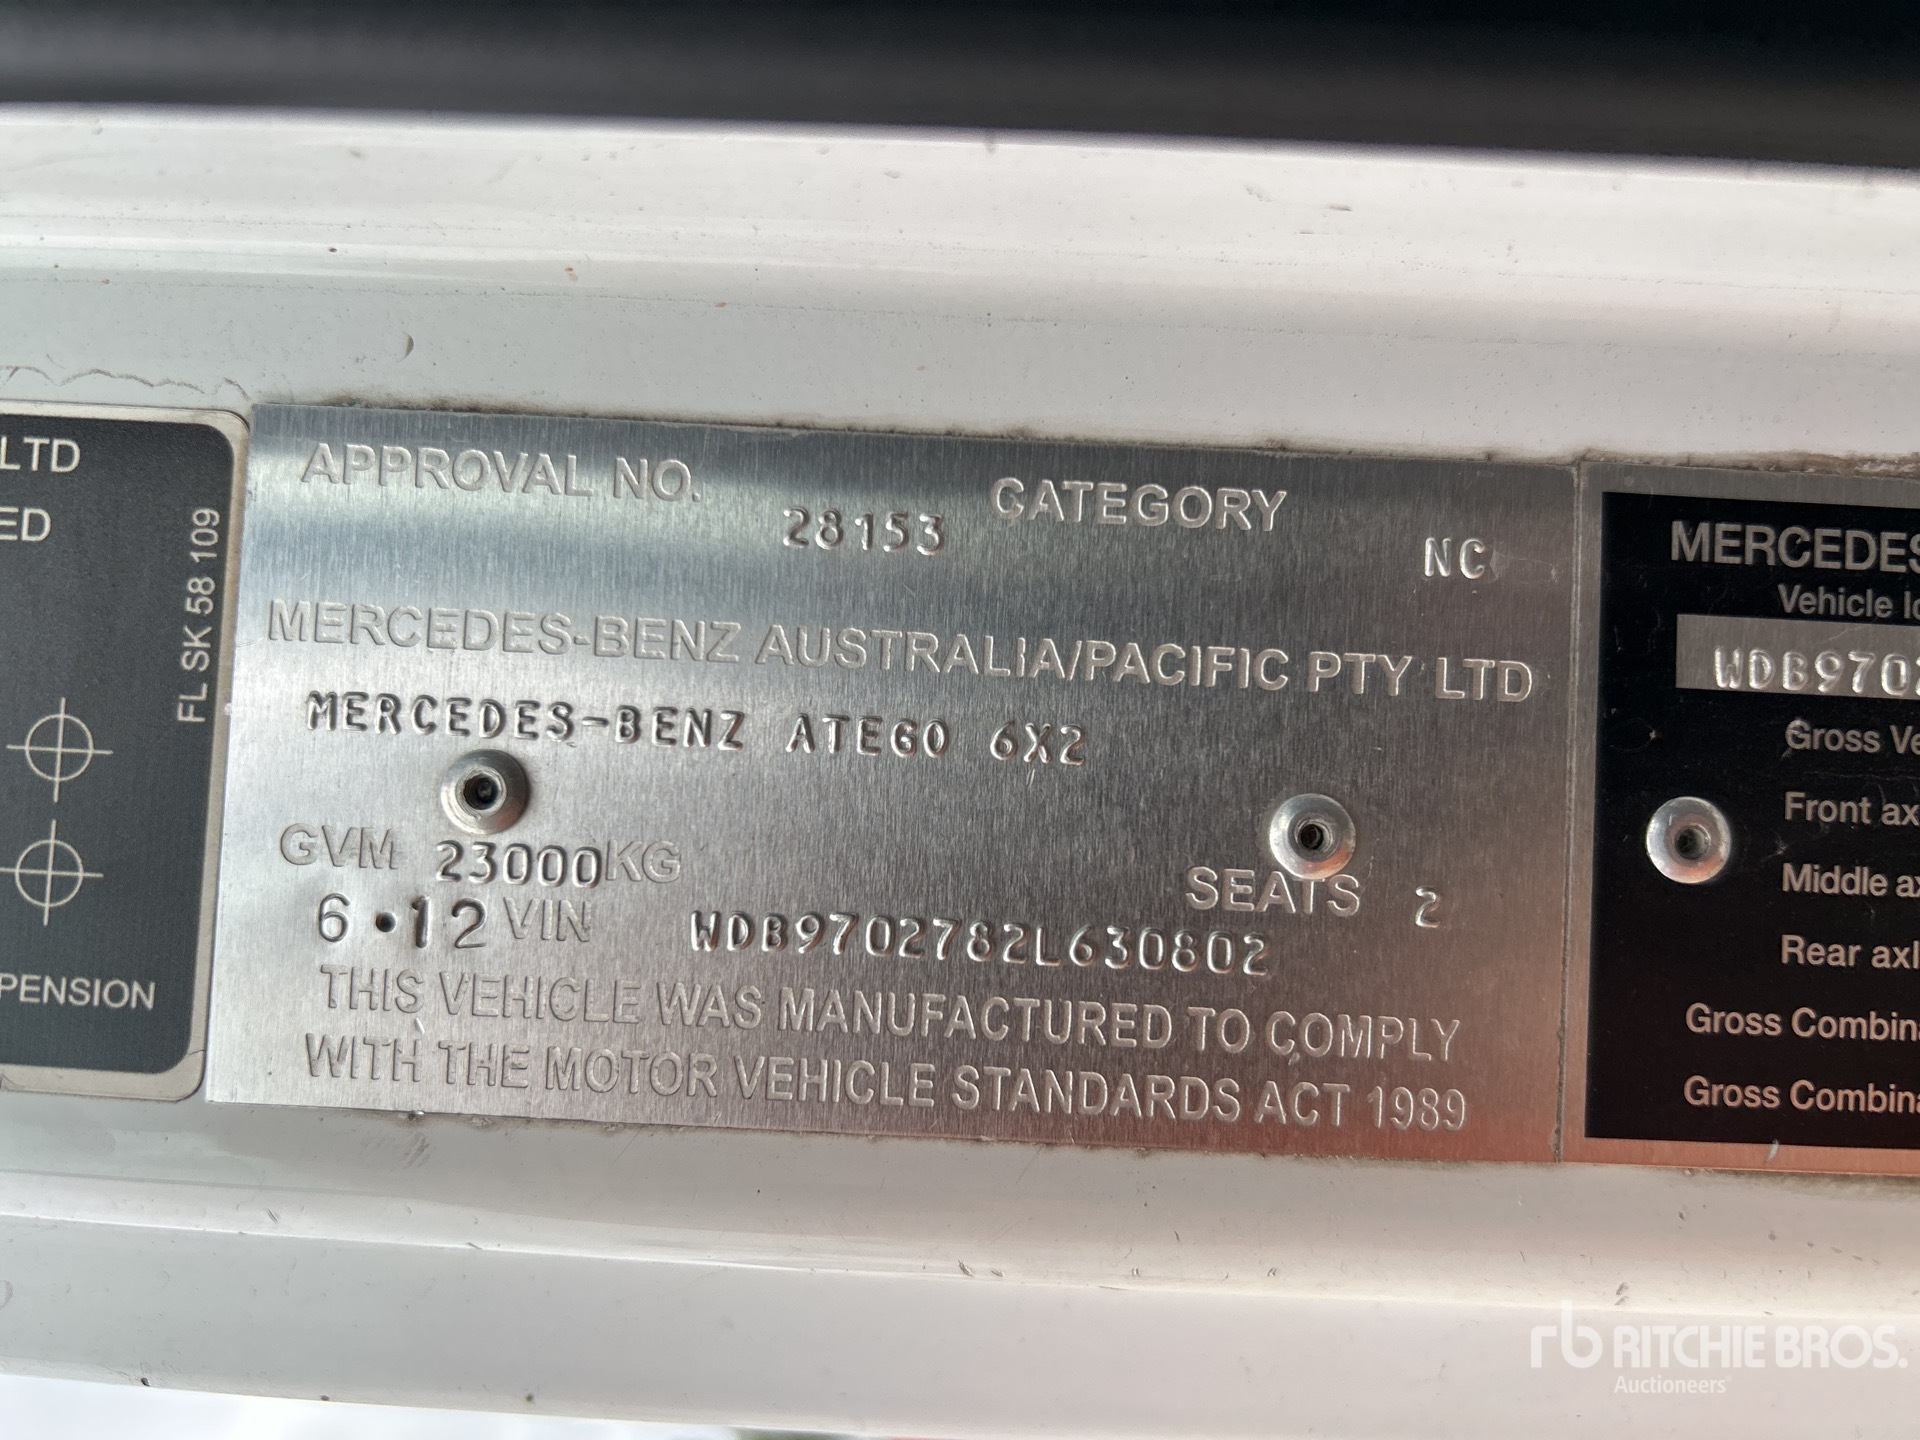 LTD
ED
FL SK 58 109
PENSION
APPROVAL NO. 28153 CATEGORY NC
MERCEDES-BENZ AUSTRALIA/PACIFIC PTY LTD
MERCEDES-BENZ ATEGO 6X2
GVM 23000KG SEATS 2
6•12 VIN WDB9702782L630802
THIS VEHICLE WAS MANUFACTURED TO COMPLY
WITH THE MOTOR VEHICLE STANDARDS ACT 1989
MERCEDES
Vehicle Id
WDB9702
Gross Ve
Front ax
Middle ax
Rear axl
Gross Combina
Gross Combina
rb RITCHIE BROS.
Auctioneers